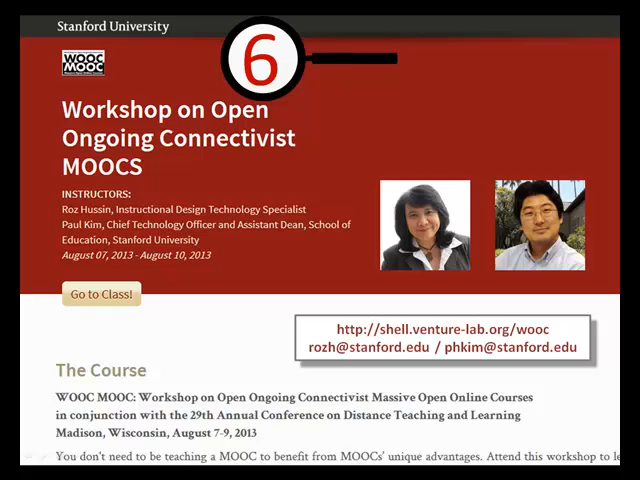 Stanford University
6
WOOC
MOOC
Workshop on Open
Ongoing Connectivist
MOOCS
INSTRUCTORS:
Roz Hussin, Instructional Design Technology Specialist
Paul Kim, Chief Technology Officer and Assistant Dean, School of
Education, Stanford University
August 07, 2013 - August 10, 2013
Go to Class!
http://shell.venture-lab.org/wooc
rozh@stanford.edu / phkim@stanford.edu
The Course
WOOC MOOC: Workshop on Open Ongoing Connectivist Massive Open Online Courses
in conjunction with the 29th Annual Conference on Distance Teaching and Learning
Madison, Wisconsin, August 7-9, 2013
You don't need to be teaching a MOOC to benefit from MOOCs' unique advantages. Attend this workshop to le